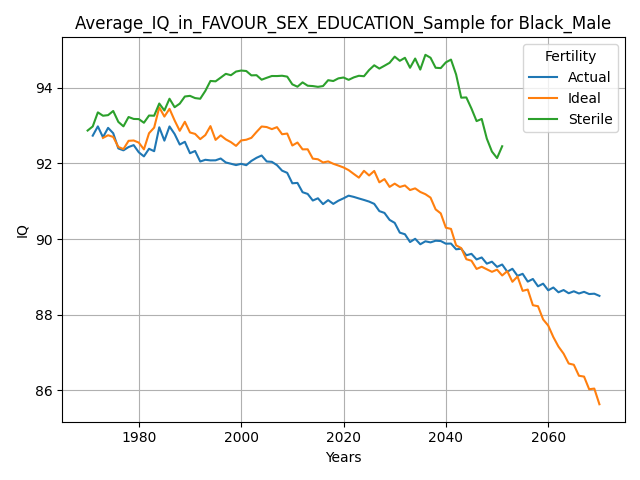 Average_IQ_in_FAVOUR_SEX_EDUCATION_Sample for Black_Male
Fertility
Actual
Ideal
Sterile
IQ
94
92
90
88
86
1980 2000 2020 2040 2060
Years